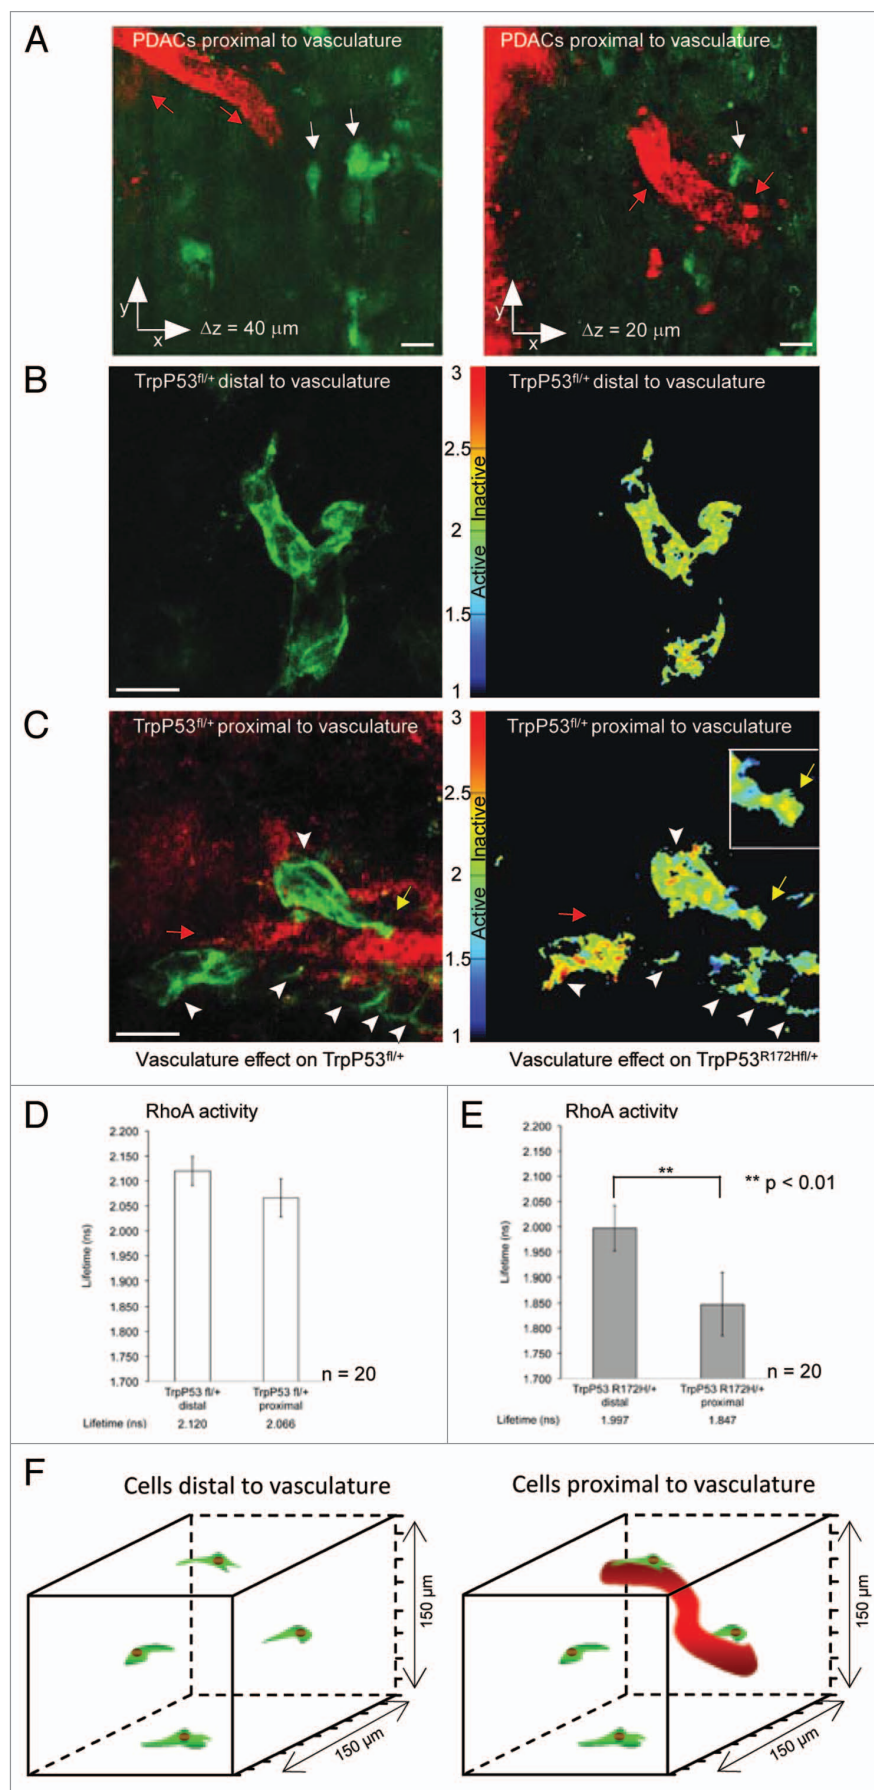 A
PDACs proximal to vasculature
PDACs proximal to vasculature
y
x
Δz = 40 μm
y
x
Δz = 20 μm
B
TrpP53fl/+ distal to vasculature
3
2.5
2
1.5
1
Inactive
Active
TrpP53fl/+ distal to vasculature
C
TrpP53fl/+ proximal to vasculature
3
2.5
2
1.5
1
Inactive
Active
TrpP53fl/+ proximal to vasculature
Vasculature effect on TrpP53fl/+
Vasculature effect on TrpP53R172Hfl/+
D
RhoA activity
Lifetime (ns)
2.200
2.150
2.100
2.050
2.000
1.950
1.900
1.850
1.800
1.750
1.700
n = 20
TrpP53 fl/+ distal
TrpP53 fl/+ proximal
Lifetime (ns) 2.120 2.066
E
RhoA activity
Lifetime (ns)
2.200
2.150
2.100
2.050
2.000
1.950
1.900
1.850
1.800
1.750
1.700
**
** p < 0.01
n = 20
TrpP53 R172H/+ distal
TrpP53 R172H/+ proximal
Lifetime (ns) 1.997 1.847
F
Cells distal to vasculature
150 μm
150 μm
Cells proximal to vasculature
150 μm
150 μm